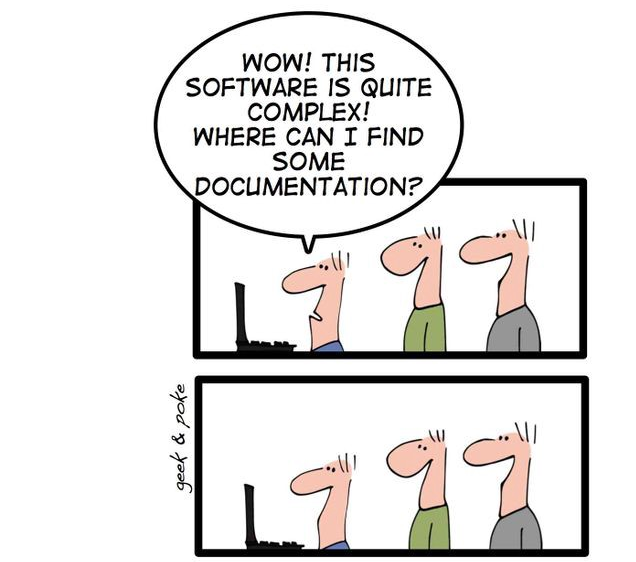 WOW! THIS
SOFTWARE IS QUITE
COMPLEX!
WHERE CAN I FIND
SOME
DOCUMENTATION?
geek & poke